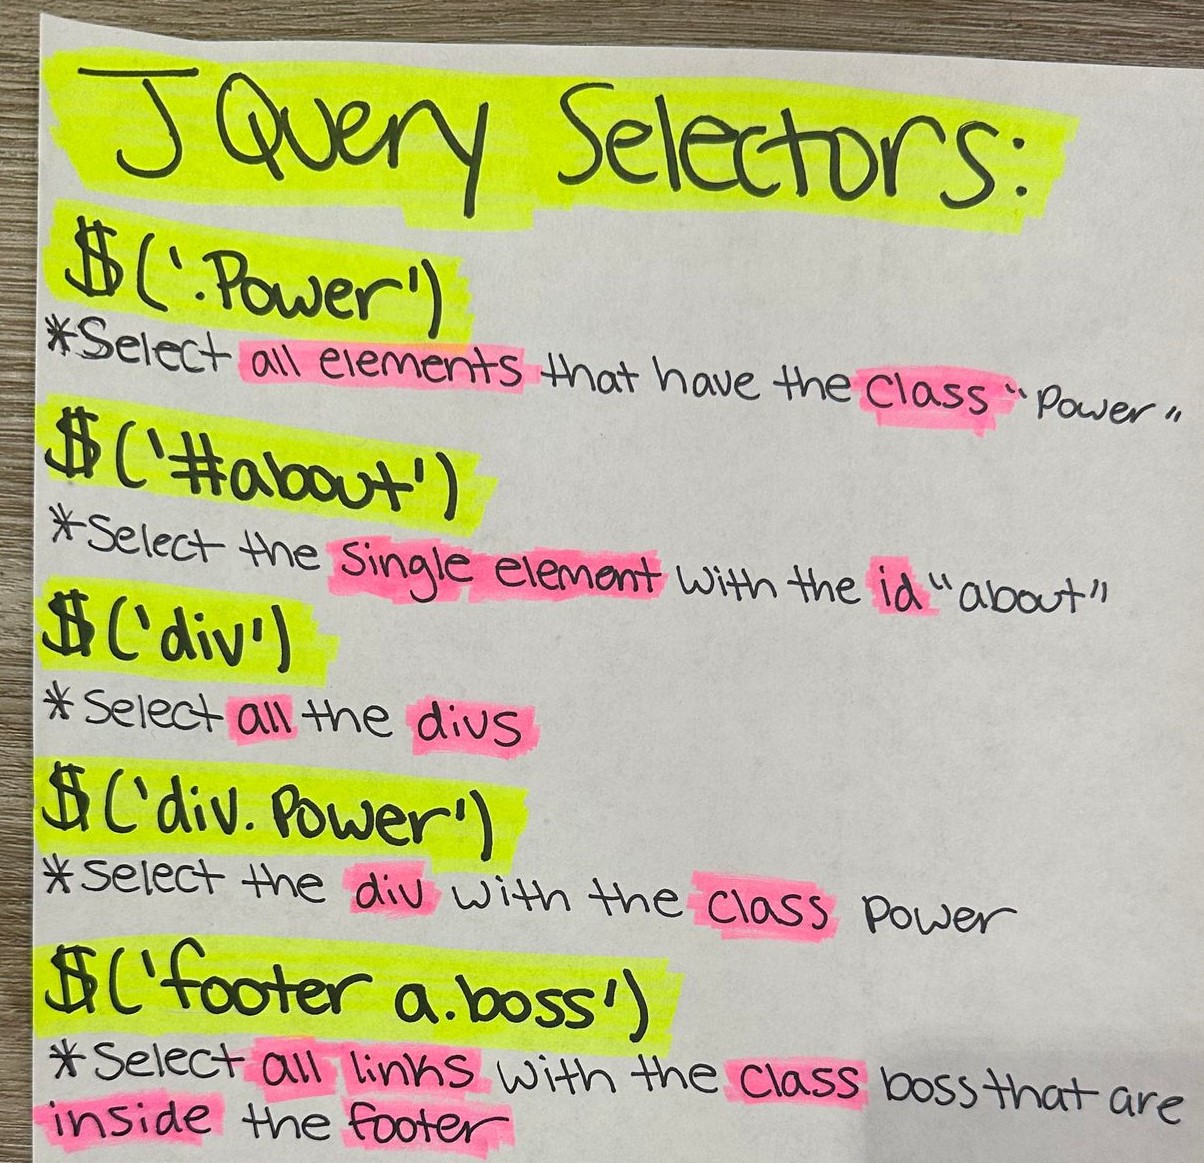 JQuery Selectors:
$('.Power')
*Select all elements that have the class "Power"
$('#about')
*Select the single element with the id "about"
$('div')
*Select all the divs
$('div.Power')
*Select the div with the class Power
$('footer a.boss')
*Select all links with the class boss that are
inside the footer